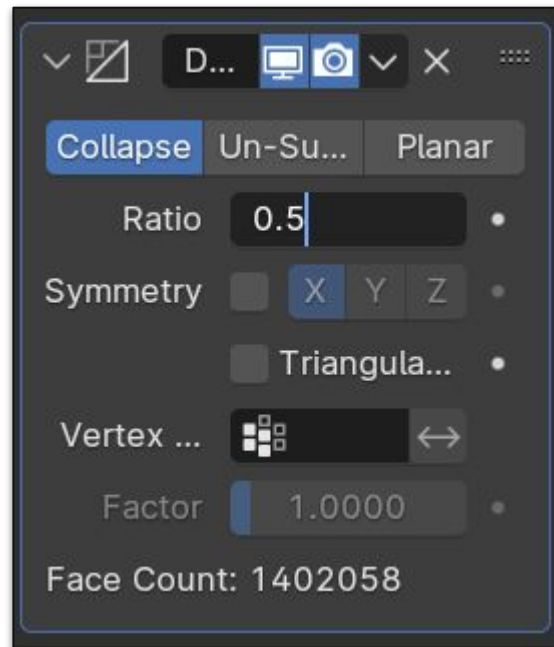 D...
Collapse Un-Su... Planar
Ratio 0.5
Symmetry X Y Z
Triangula...
Vertex ...
Factor 1.0000
Face Count: 1402058